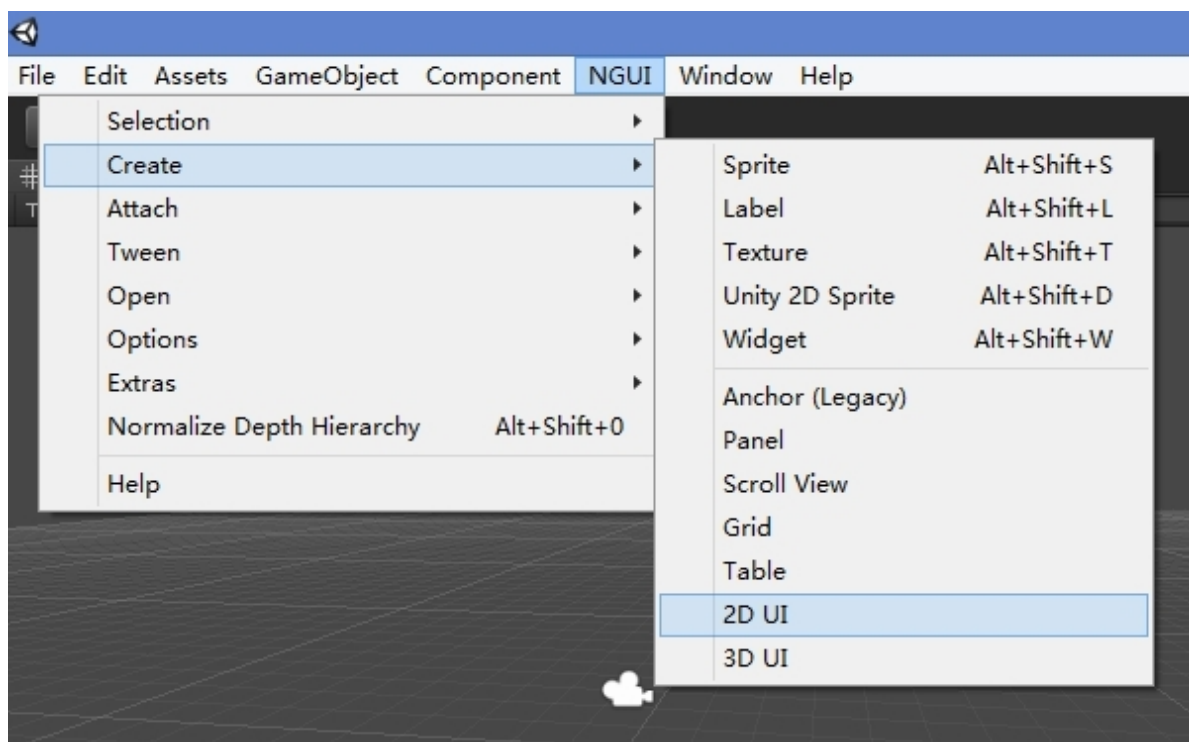 File Edit Assets GameObject Component NGUI Window Help
Selection
Create
Attach
Tween
Open
Options
Extras
Normalize Depth Hierarchy Alt+Shift+0
Help
Sprite Alt+Shift+S
Label Alt+Shift+L
Texture Alt+Shift+T
Unity 2D Sprite Alt+Shift+D
Widget Alt+Shift+W
Anchor (Legacy)
Panel
Scroll View
Grid
Table
2D UI
3D UI